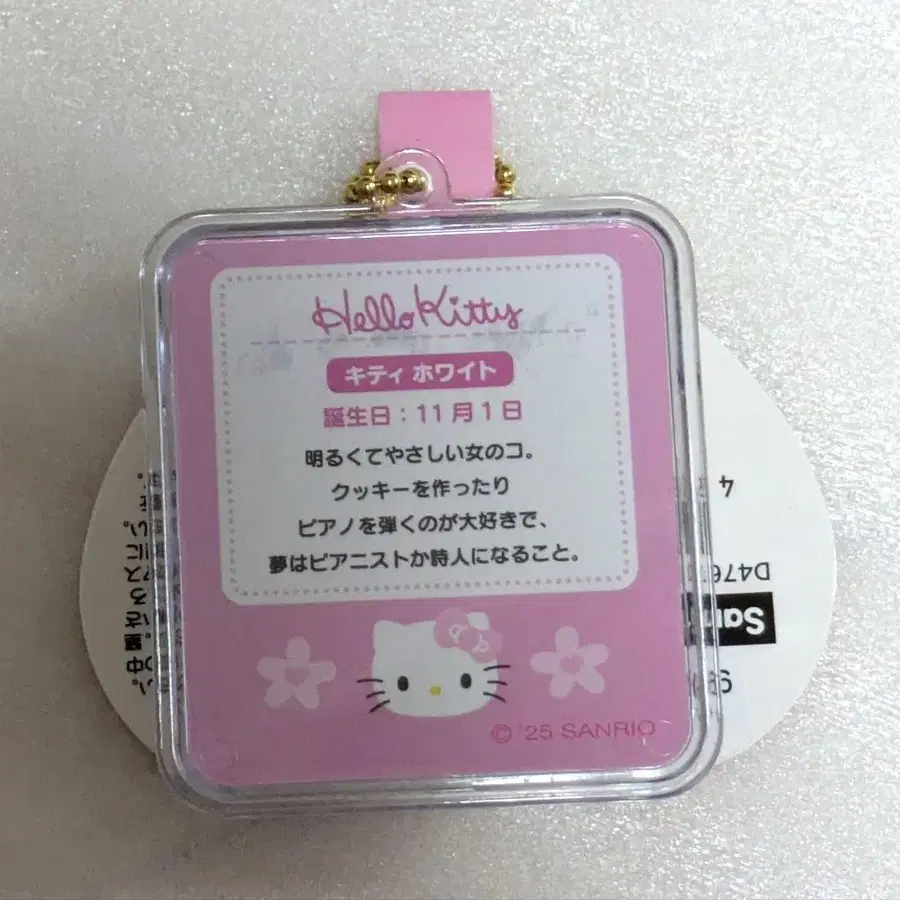 Hello Kitty
キティ ホワイト
誕生日：11月1日
明るくてやさしい女のコ。
クッキーを作ったり
ピアノを弾くのが大好きで、
夢はピアニストか詩人になること。
© '25 SANRIO
4
D476
San